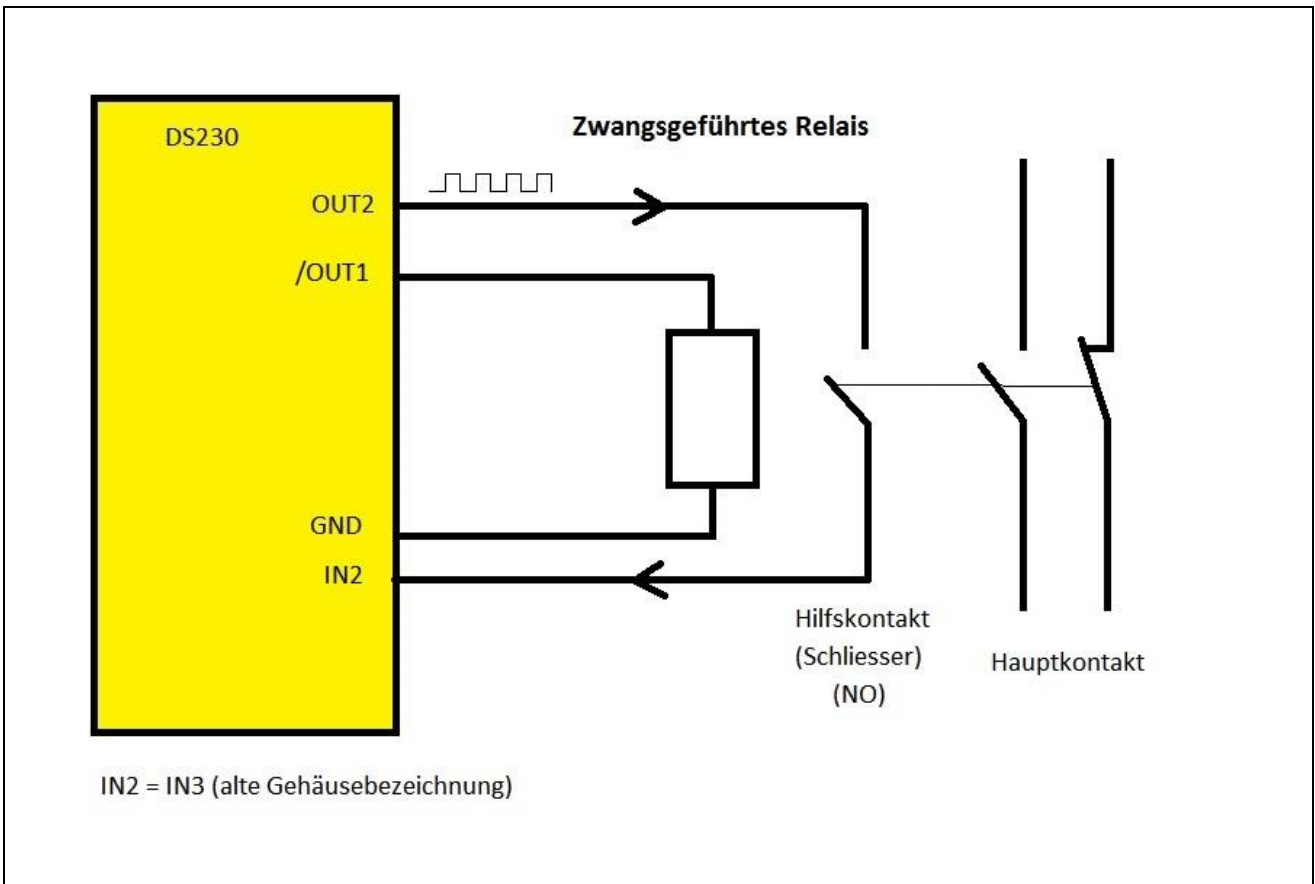 DS230
Zwangsgeführtes Relais
OUT2
/OUT1
GND
IN2
Hilfskontakt
(Schliesser)
(NO)
Hauptkontakt
IN2 = IN3 (alte Gehäusebezeichnung)